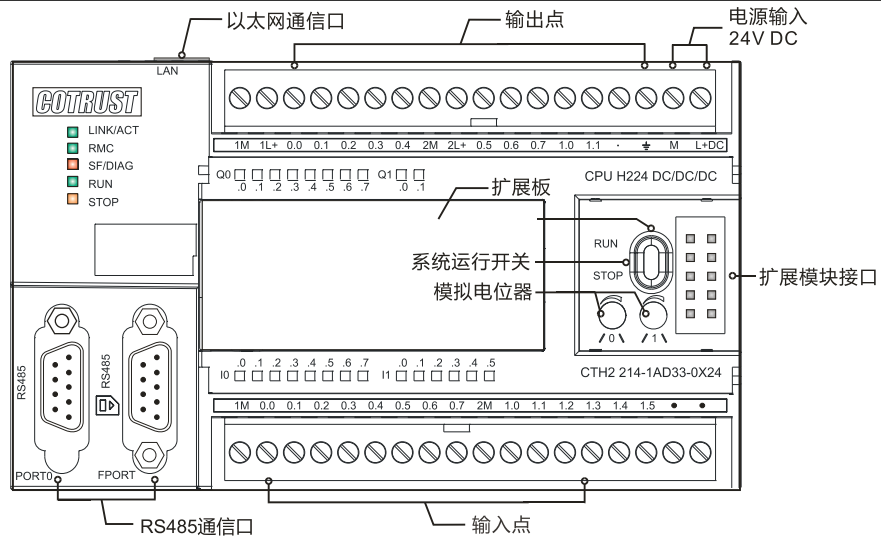 以太网通信口
输出点
电源输入
24V DC
LAN
COTRUST
LINK/ACT
RMC
SF/DIAG
RUN
STOP
1M 1L+ 0.0 0.1 0.2 0.3 0.4 2M 2L+ 0.5 0.6 0.7 1.0 1.1 · M L+DC
Q0 .0 .1 .2 .3 .4 .5 .6 .7 Q1 .0 .1
CPU H224 DC/DC/DC
扩展板
RUN
系统运行开关
STOP
扩展模块接口
模拟电位器
0 1
RS485
RS485
I0 .0 .1 .2 .3 .4 .5 .6 .7 I1 .0 .1 .2 .3 .4 .5
CTH2 214-1AD33-0X24
1M 0.0 0.1 0.2 0.3 0.4 0.5 0.6 0.7 2M 1.0 1.1 1.2 1.3 1.4 1.5 • •
PORT0
FPORT
RS485通信口
输入点